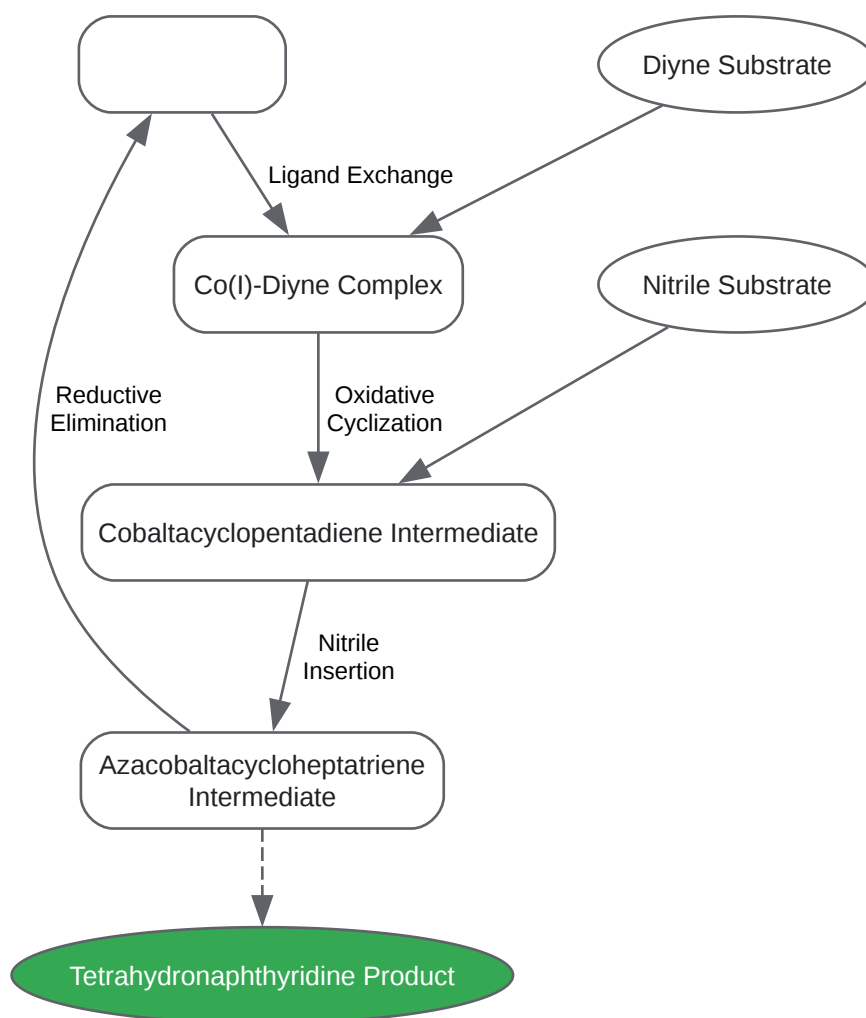 Diyne Substrate
Ligand Exchange
Co(I)-Diyne Complex
Nitrile Substrate
Reductive
Elimination
Oxidative
Cyclization
Cobaltacyclopentadiene Intermediate
Nitrile
Insertion
Azacobaltacycloheptatriene
Intermediate
Tetrahydronaphthyridine Product